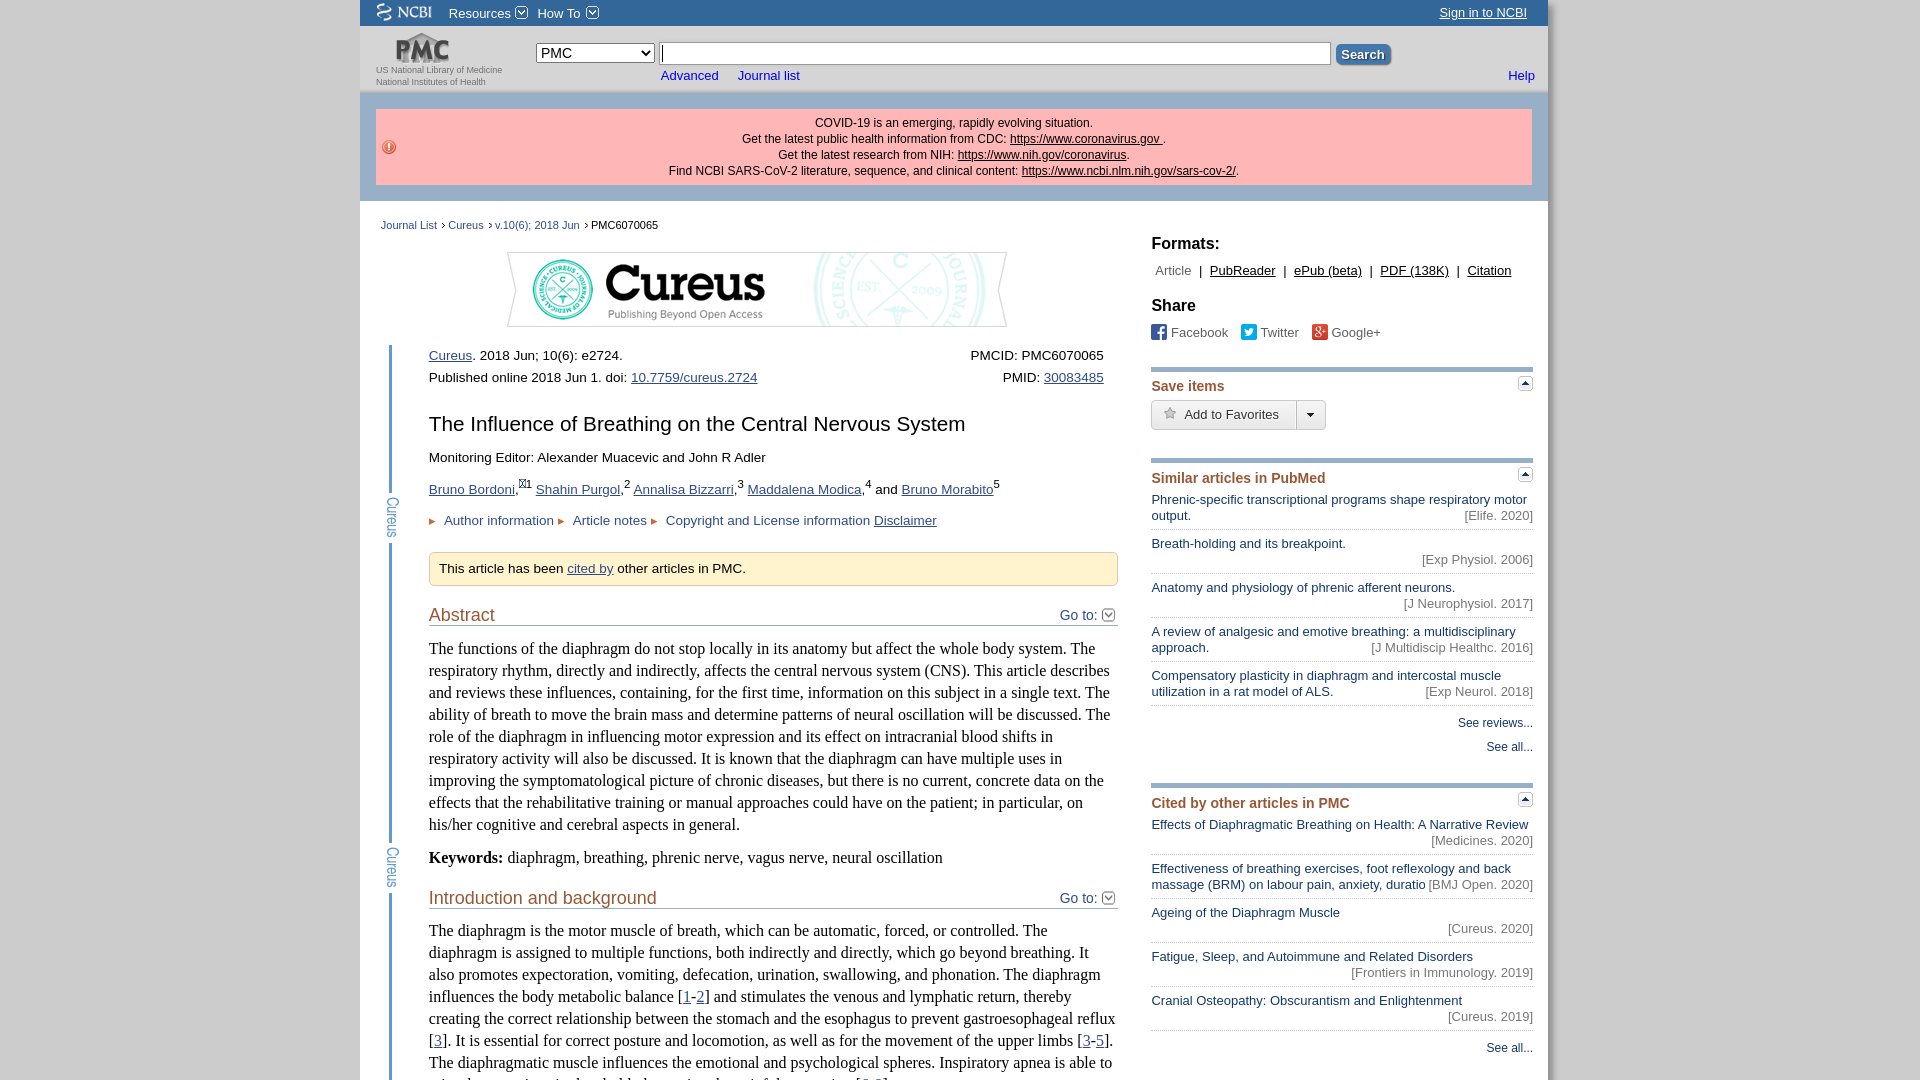 NCBI
Resources
How To
Sign in to NCBI
PMC
US National Library of Medicine
National Institutes of Health
PMC
Search
Advanced
Journal list
Help
COVID-19 is an emerging, rapidly evolving situation.
Get the latest public health information from CDC: https://www.coronavirus.gov .
Get the latest research from NIH: https://www.nih.gov/coronavirus.
Find NCBI SARS-CoV-2 literature, sequence, and clinical content: https://www.ncbi.nlm.nih.gov/sars-cov-2/.
Journal List > Cureus > v.10(6); 2018 Jun > PMC6070065
Cureus
Publishing Beyond Open Access
Cureus. 2018 Jun; 10(6): e2724.
PMCID: PMC6070065
Published online 2018 Jun 1. doi: 10.7759/cureus.2724
PMID: 30083485
The Influence of Breathing on the Central Nervous System
Monitoring Editor: Alexander Muacevic and John R Adler
Bruno Bordoni,1 Shahin Purgol,2 Annalisa Bizzarri,3 Maddalena Modica,4 and Bruno Morabito5
► Author information ► Article notes ► Copyright and License information Disclaimer
This article has been cited by other articles in PMC.
Abstract
Go to:
The functions of the diaphragm do not stop locally in its anatomy but affect the whole body system. The
respiratory rhythm, directly and indirectly, affects the central nervous system (CNS). This article describes
and reviews these influences, containing, for the first time, information on this subject in a single text. The
ability of breath to move the brain mass and determine patterns of neural oscillation will be discussed. The
role of the diaphragm in influencing motor expression and its effect on intracranial blood shifts in
respiratory activity will also be discussed. It is known that the diaphragm can have multiple uses in
improving the symptomatological picture of chronic diseases, but there is no current, concrete data on the
effects that the rehabilitative training or manual approaches could have on the patient; in particular, on
his/her cognitive and cerebral aspects in general.
Keywords: diaphragm, breathing, phrenic nerve, vagus nerve, neural oscillation
Introduction and background
Go to:
The diaphragm is the motor muscle of breath, which can be automatic, forced, or controlled. The
diaphragm is assigned to multiple functions, both indirectly and directly, which go beyond breathing. It
also promotes expectoration, vomiting, defecation, urination, swallowing, and phonation. The diaphragm
influences the body metabolic balance [1-2] and stimulates the venous and lymphatic return, thereby
creating the correct relationship between the stomach and the esophagus to prevent gastroesophageal reflux
[3]. It is essential for correct posture and locomotion, as well as for the movement of the upper limbs [3-5].
The diaphragmatic muscle influences the emotional and psychological spheres. Inspiratory apnea is able to
Cureus
Cureus
Formats:
Article | PubReader | ePub (beta) | PDF (138K) | Citation
Share
Facebook
Twitter
Google+
Save items
Add to Favorites
Similar articles in PubMed
Phrenic-specific transcriptional programs shape respiratory motor
output.
[Elife. 2020]
Breath-holding and its breakpoint.
[Exp Physiol. 2006]
Anatomy and physiology of phrenic afferent neurons.
[J Neurophysiol. 2017]
A review of analgesic and emotive breathing: a multidisciplinary
approach.
[J Multidiscip Healthc. 2016]
Compensatory plasticity in diaphragm and intercostal muscle
utilization in a rat model of ALS.
[Exp Neurol. 2018]
See reviews...
See all...
Cited by other articles in PMC
Effects of Diaphragmatic Breathing on Health: A Narrative Review
[Medicines. 2020]
Effectiveness of breathing exercises, foot reflexology and back
massage (BRM) on labour pain, anxiety, duratio
[BMJ Open. 2020]
Ageing of the Diaphragm Muscle
[Cureus. 2020]
Fatigue, Sleep, and Autoimmune and Related Disorders
[Frontiers in Immunology. 2019]
Cranial Osteopathy: Obscurantism and Enlightenment
[Cureus. 2019]
See all...